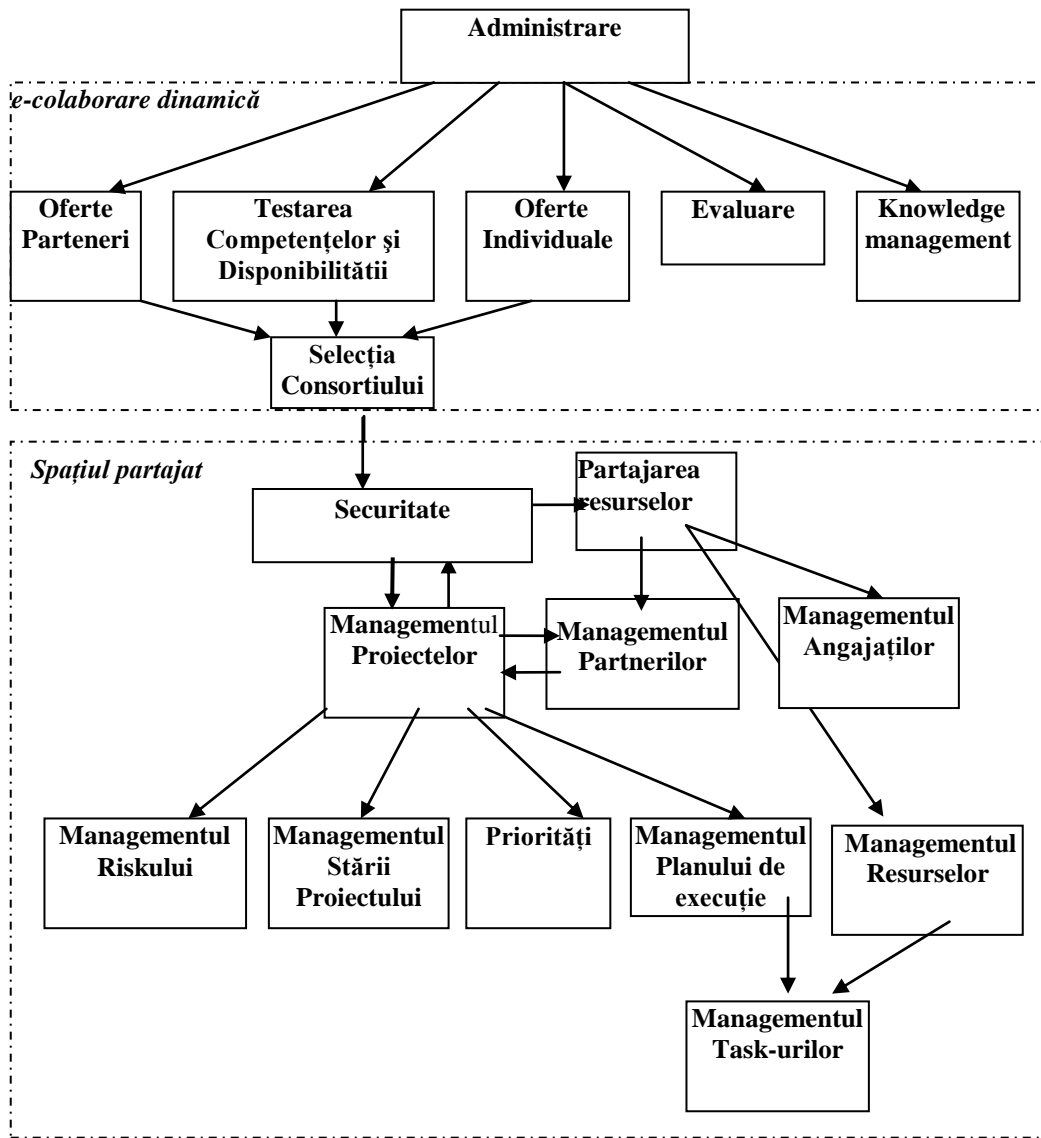 Administrare
e-colaborare dinamică
Oferte
Parteneri
Testarea
Competențelor şi
Disponibilității
Oferte
Individuale
Evaluare
Knowledge
management
Selecția
Consortiului
Spațiul partajat
Securitate
Partajarea
resurselor
Managementul
Proiectelor
Managementul
Partnerilor
Managementul
Angajaților
Managementul
Riskului
Managementul
Stării
Proiectului
Priorități
Managementul
Planului de
execuție
Managementul
Resurselor
Managementul
Task-urilor